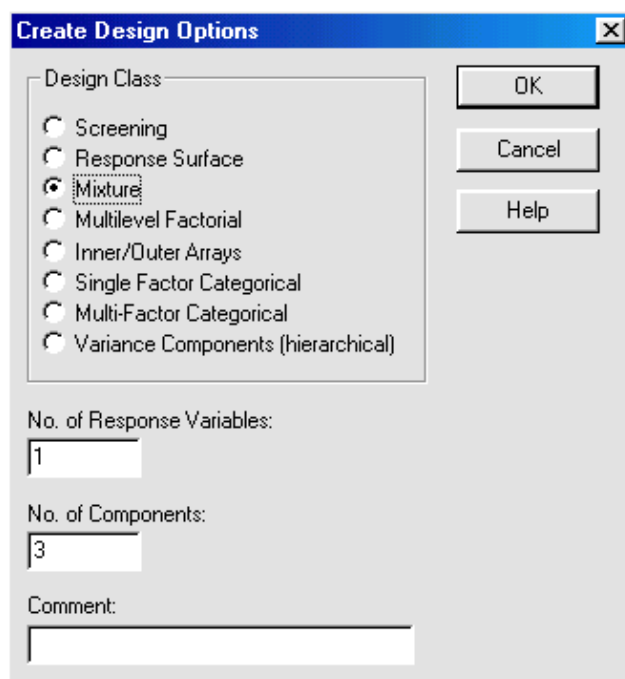 Create Design Options
Design Class
Screening
Response Surface
Mixture
Multilevel Factorial
Inner/Outer Arrays
Single Factor Categorical
Multi-Factor Categorical
Variance Components (hierarchical)
OK
Cancel
Help
No. of Response Variables:
1
No. of Components:
3
Comment: